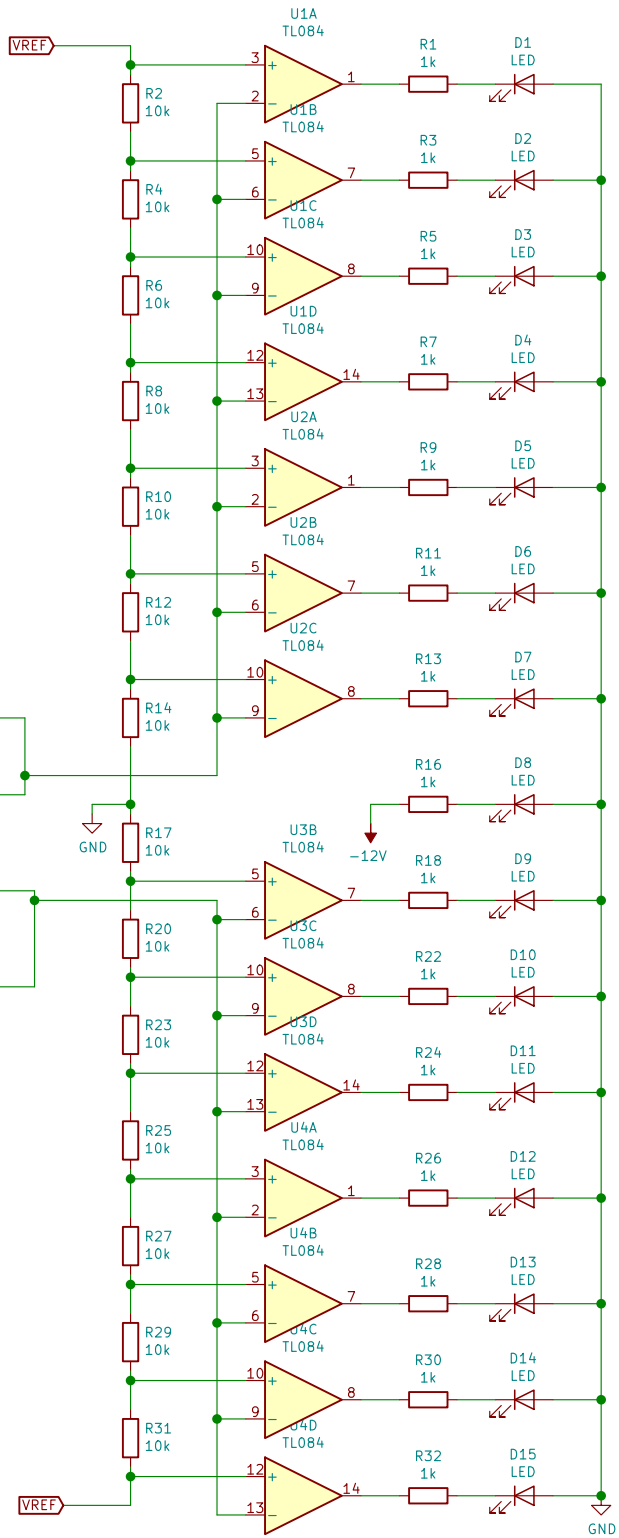 U1A
TL084
VREF
3
2
1
R1
1k
D1
LED
R2
10k
U1B
TL084
5
6
7
R3
1k
D2
LED
R4
10k
U1C
TL084
10
9
8
R5
1k
D3
LED
R6
10k
U1D
TL084
12
13
14
R7
1k
D4
LED
R8
10k
U2A
TL084
3
2
1
R9
1k
D5
LED
R10
10k
U2B
TL084
5
6
7
R11
1k
D6
LED
R12
10k
U2C
TL084
10
9
8
R13
1k
D7
LED
R14
10k
R16
1k
D8
LED
GND
-12V
R17
10k
U3B
TL084
5
6
7
R18
1k
D9
LED
R20
10k
U3C
TL084
10
9
8
R22
1k
D10
LED
R23
10k
U3D
TL084
12
13
14
R24
1k
D11
LED
R25
10k
U4A
TL084
3
2
1
R26
1k
D12
LED
R27
10k
U4B
TL084
5
6
7
R28
1k
D13
LED
R29
10k
U4C
TL084
10
9
8
R30
1k
D14
LED
R31
10k
U4D
TL084
12
13
14
R32
1k
D15
LED
VREF
GND